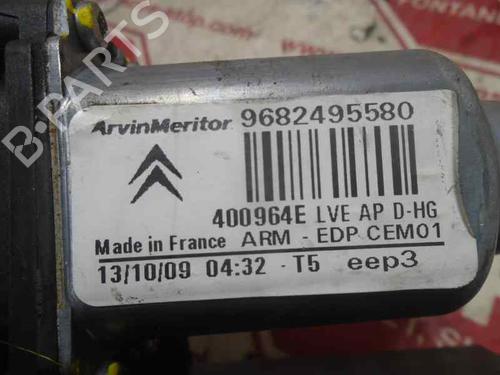 ArvinMeritor 9682495580
400964E LVE AP D-HG
Made in France ARM - EDP CEM01
13/10/09 04:32 - T5 eep3
B-PARTS
FONTAN